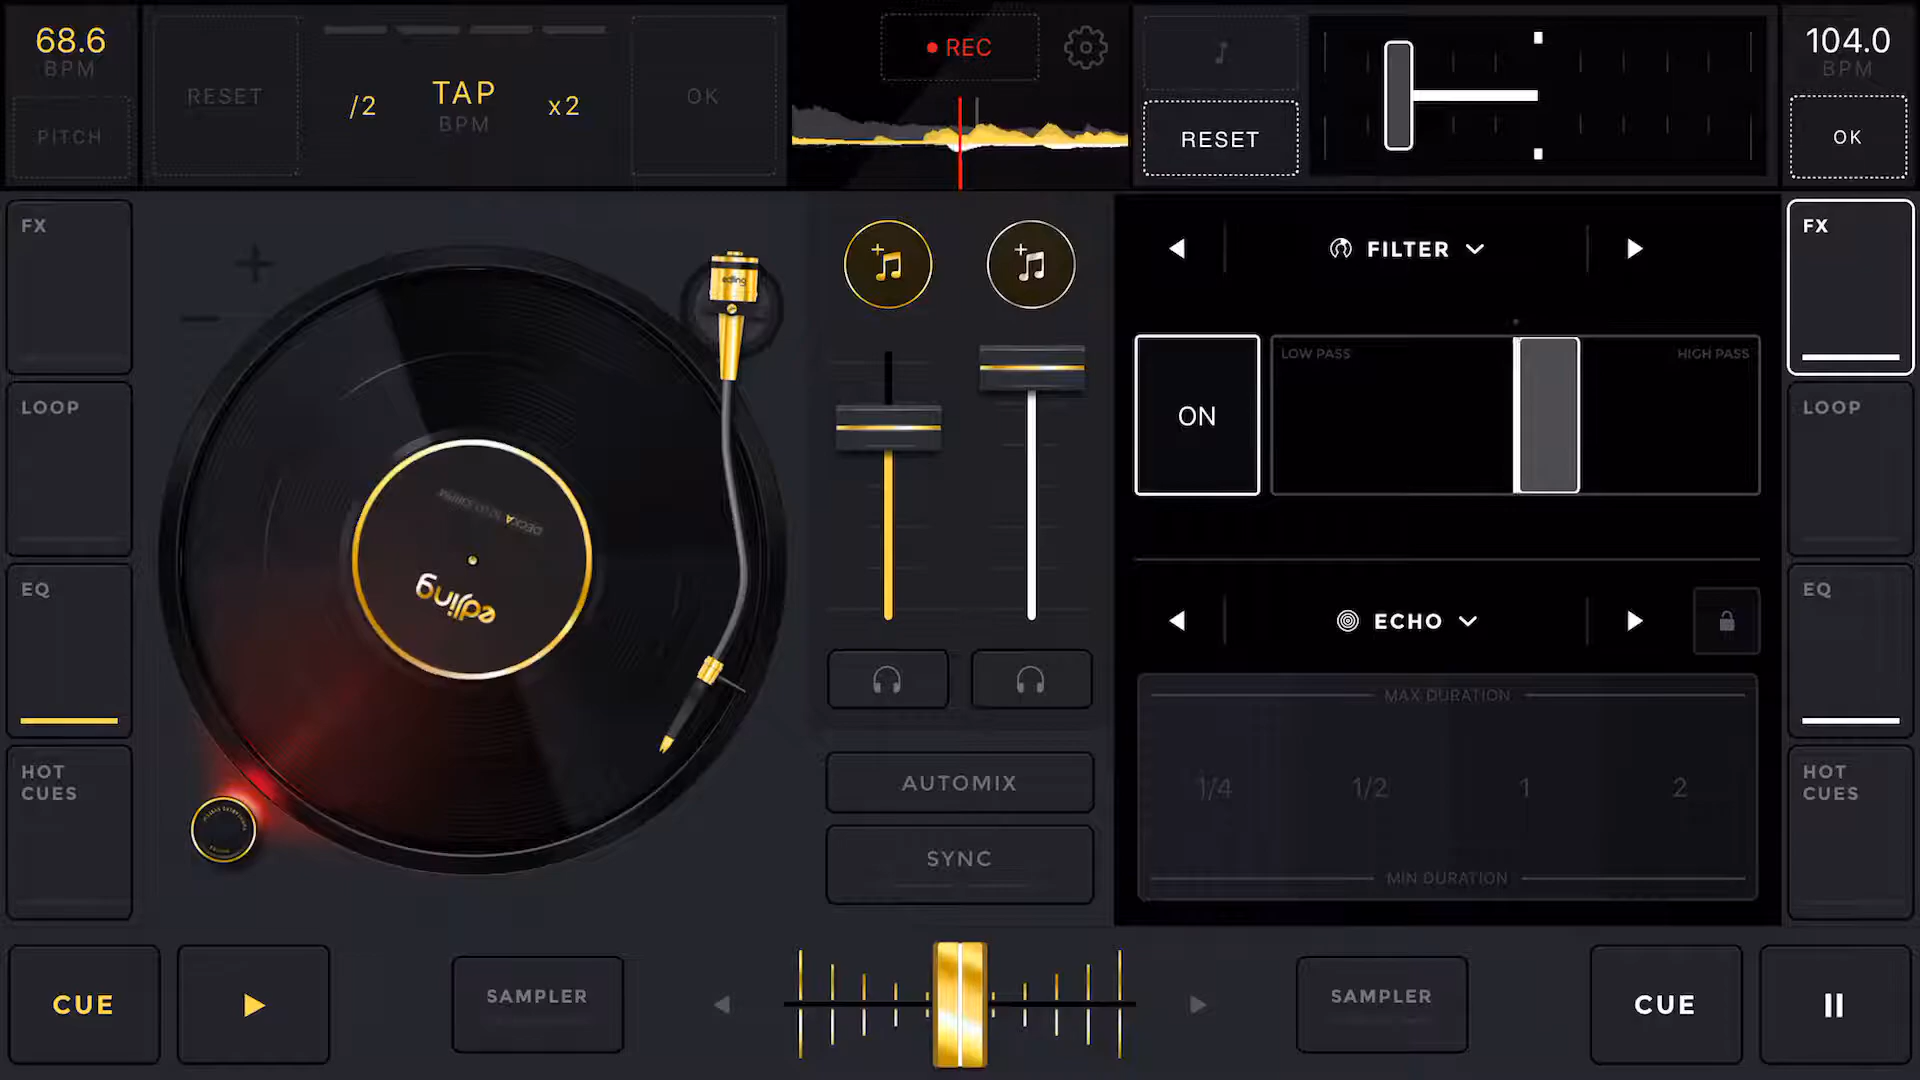 68.6
BPM
PITCH
RESET
/2
TAP
BPM
x2
OK
REC
RESET
104.0
BPM
OK
FX
LOOP
EQ
HOT
CUES
edjing
edjing
AUTOMIX
SYNC
FILTER
ON
LOW PASS
HIGH PASS
ECHO
MAX DURATION
1/4
1/2
1
2
MIN DURATION
FX
LOOP
EQ
HOT
CUES
CUE
SAMPLER
SAMPLER
CUE